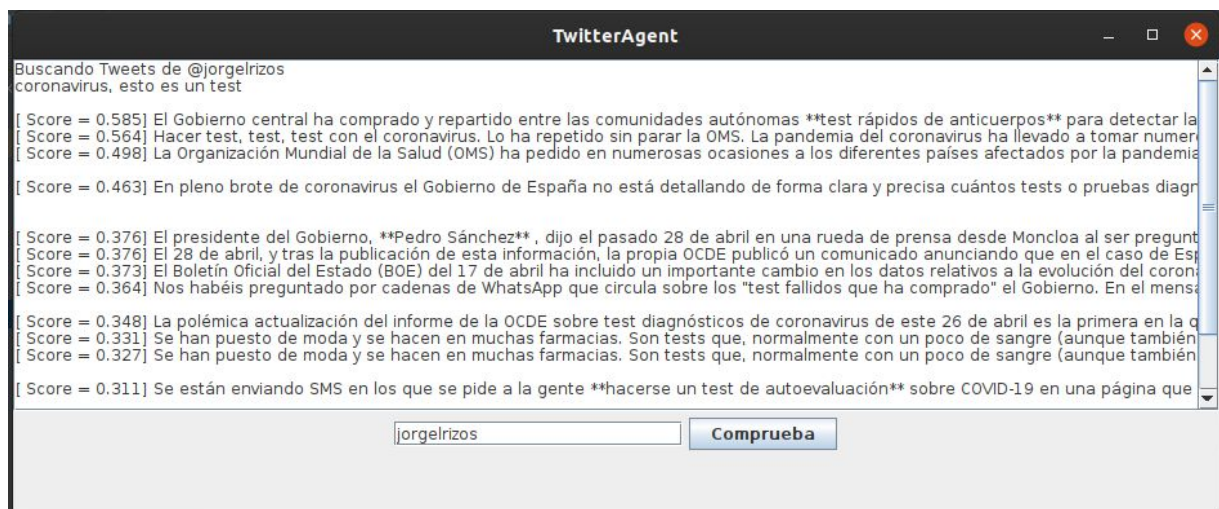 TwitterAgent
Buscando Tweets de @jorgelrizos
coronavirus, esto es un test
[ Score = 0.585] El Gobierno central ha comprado y repartido entre las comunidades autónomas **test rápidos de anticuerpos** para detectar la
[ Score = 0.564] Hacer test, test, test con el coronavirus. Lo ha repetido sin parar la OMS. La pandemia del coronavirus ha llevado a tomar numer
[ Score = 0.498] La Organización Mundial de la Salud (OMS) ha pedido en numerosas ocasiones a los diferentes países afectados por la pandemia
[ Score = 0.463] En pleno brote de coronavirus el Gobierno de España no está detallando de forma clara y precisa cuántos tests o pruebas diagn
[ Score = 0.376] El presidente del Gobierno, **Pedro Sánchez** , dijo el pasado 28 de abril en una rueda de prensa desde Moncloa al ser pregunt
[ Score = 0.376] El 28 de abril, y tras la publicación de esta información, la propia OCDE publicó un comunicado anunciando que en el caso de Esp
[ Score = 0.373] El Boletín Oficial del Estado (BOE) del 17 de abril ha incluido un importante cambio en los datos relativos a la evolución del coron
[ Score = 0.364] Nos habéis preguntado por cadenas de WhatsApp que circula sobre los "test fallidos que ha comprado" el Gobierno. En el mens
[ Score = 0.348] La polémica actualización del informe de la OCDE sobre test diagnósticos de coronavirus de este 26 de abril es la primera en la q
[ Score = 0.331] Se han puesto de moda y se hacen en muchas farmacias. Son tests que, normalmente con un poco de sangre (aunque también
[ Score = 0.327] Se han puesto de moda y se hacen en muchas farmacias. Son tests que, normalmente con un poco de sangre (aunque también
[ Score = 0.311] Se están enviando SMS en los que se pide a la gente **hacerse un test de autoevaluación** sobre COVID-19 en una página que
jorgelrizos
Comprueba